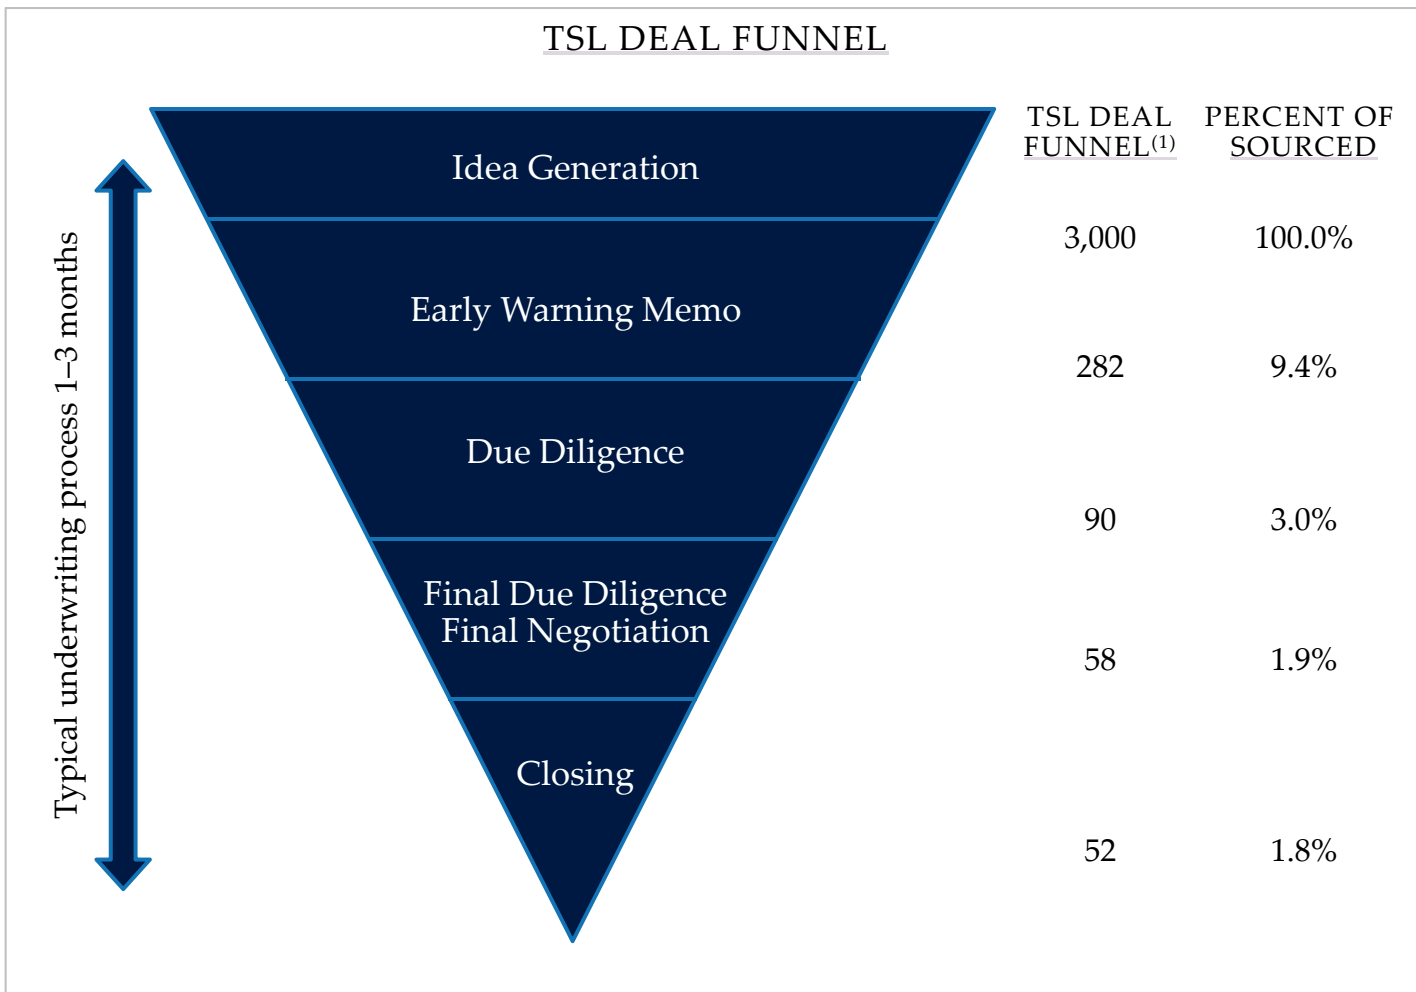 TSL DEAL FUNNEL
TSL DEAL
FUNNEL(1)
PERCENT OF
SOURCED
Typical underwriting process 1–3 months
Idea Generation
3,000 100.0%
Early Warning Memo
282 9.4%
Due Diligence
90 3.0%
Final Due Diligence
Final Negotiation
58 1.9%
Closing
52 1.8%